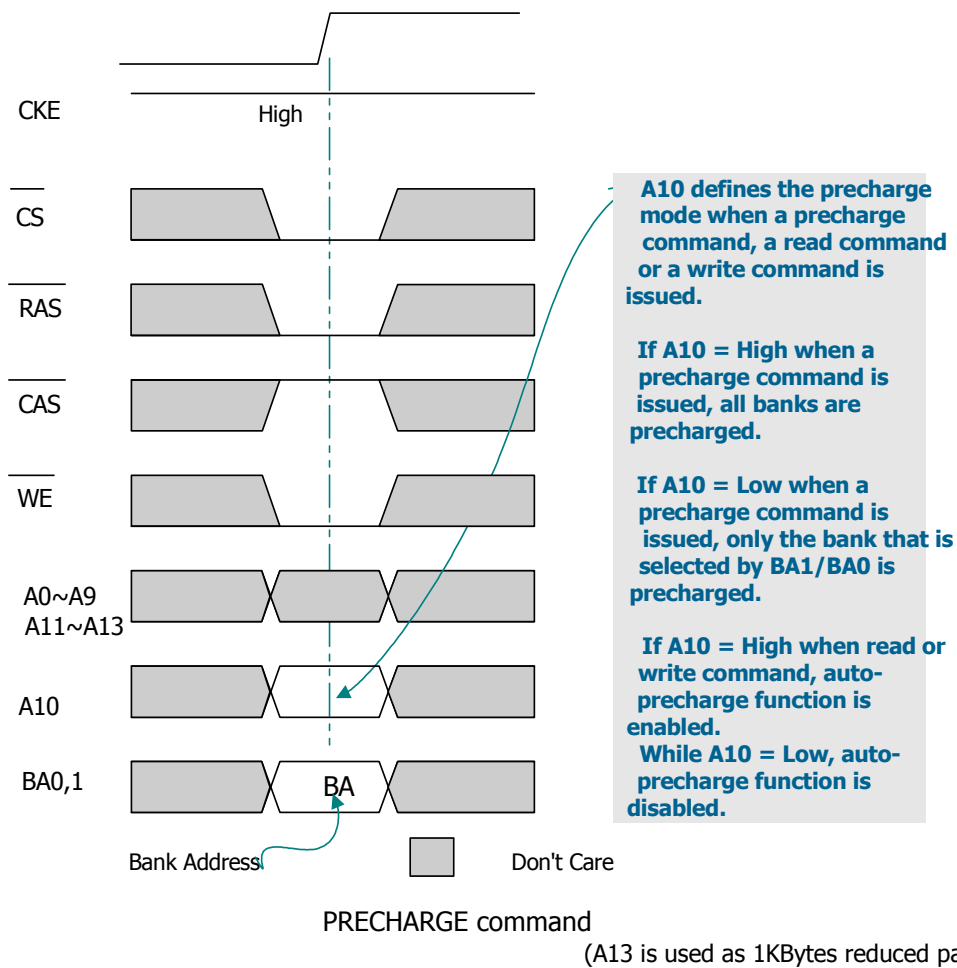 CKE
High
CS
RAS
CAS
WE
A0~A9
A11~A13
A10
BA0,1
BA
Bank Address
Don't Care
A10 defines the precharge
mode when a precharge
command, a read command
or a write command is
issued.
If A10 = High when a
precharge command is
issued, all banks are
precharged.
If A10 = Low when a
precharge command is
issued, only the bank that is
selected by BA1/BA0 is
precharged.
If A10 = High when read or
write command, auto-
precharge function is
enabled.
While A10 = Low, auto-
precharge function is
disabled.
PRECHARGE command
(A13 is used as 1KBytes reduced pa